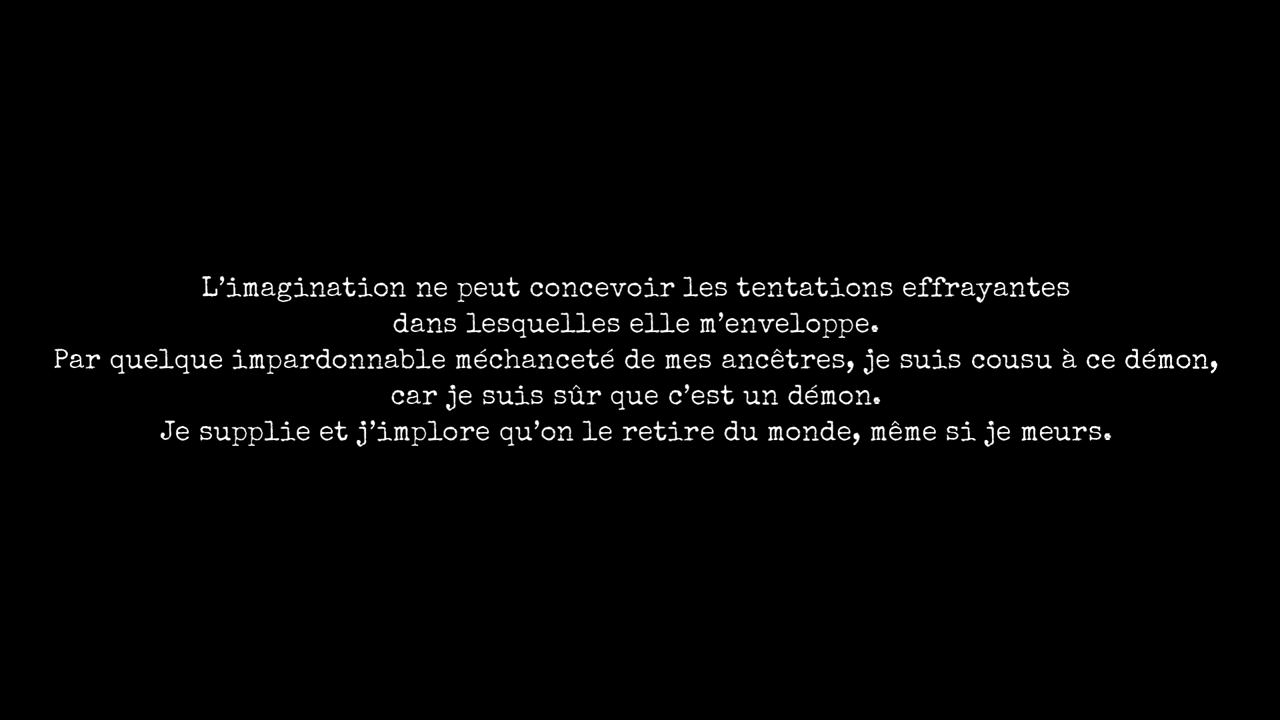 L’imagination ne peut concevoir les tentations effrayantes
dans lesquelles elle m’enveloppe.
Par quelque impardonnable méchanceté de mes ancêtres, je suis cousu à ce démon,
car je suis sûr que c’est un démon.
Je supplie et j’implore qu’on le retire du monde, même si je meurs.